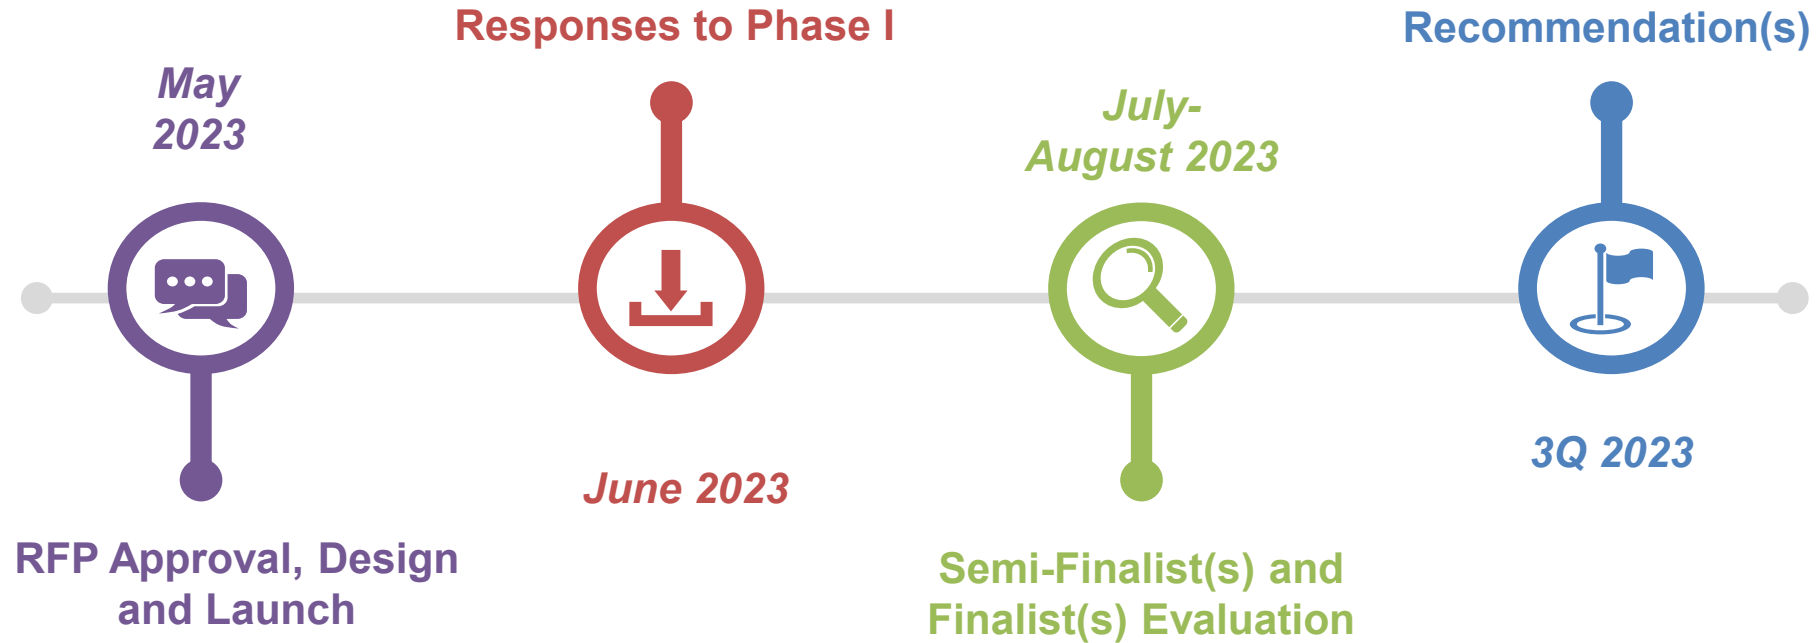 May
2023
RFP Approval, Design
and Launch
Responses to Phase I
June 2023
July-
August 2023
Semi-Finalist(s) and
Finalist(s) Evaluation
Recommendation(s)
3Q 2023